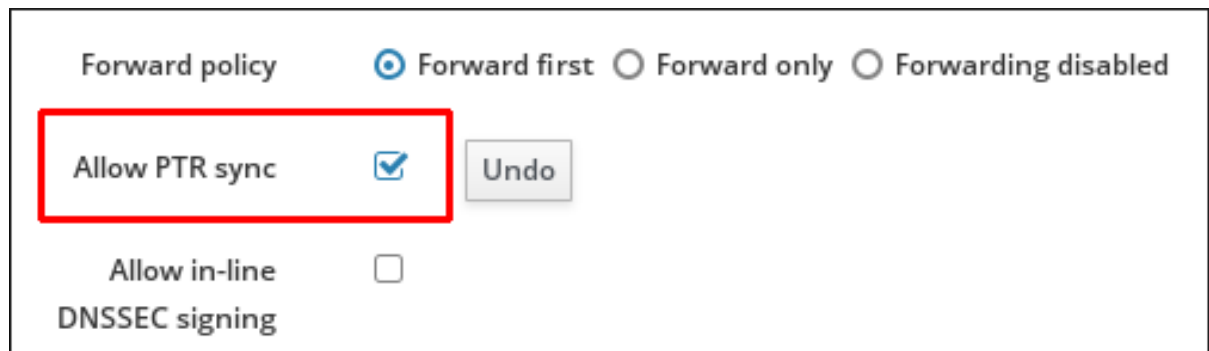 Forward policy Forward first Forward only Forwarding disabled
Allow PTR sync Undo
Allow in-line
DNSSEC signing